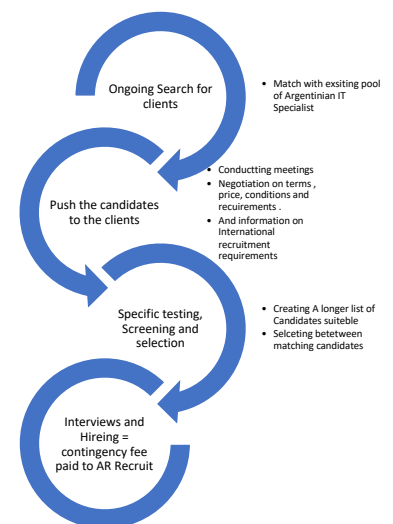 Ongoing Search for
clients
• Match with exsiting pool
of Argentinian IT
Specialist
Push the candidates
to the clients
• Conductting meetings
• Negotiation on terms ,
price, conditions and
recuirements .
• And information on
International
recruitment
requirements
Specific testing,
Screening and
selection
• Creating A longer list of
Candidates suiteble
• Selceting betetween
matching candidates
Interviews and
Hireing =
contingency fee
paid to AR Recruit